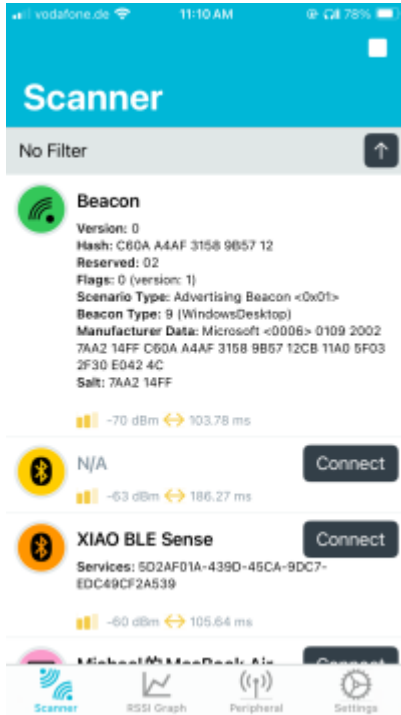 vodafone.de 11:10 AM 78%
Scanner
No Filter
Beacon
Version: 0
Hash: C60A A4AF 3158 9B57 12
Reserved: 02
Flags: 0 (version: 1)
Scenario Type: Advertising Beacon <0x01>
Beacon Type: 9 (WindowsDesktop)
Manufacturer Data: Microsoft <0006> 0109 2002
7AA2 14FF C60A A4AF 3158 9B57 12CB 11A0 5F03
2F30 E042 4C
Salt: 7AA2 14FF
-70 dBm 103.78 ms
N/A Connect
-63 dBm 186.27 ms
XIAO BLE Sense Connect
Services: 5D2AF01A-439D-45CA-9DC7-
EDC49CF2A539
-60 dBm 105.64 ms
MacBook Air Connect
Scanner RSSI Graph Peripheral Settings